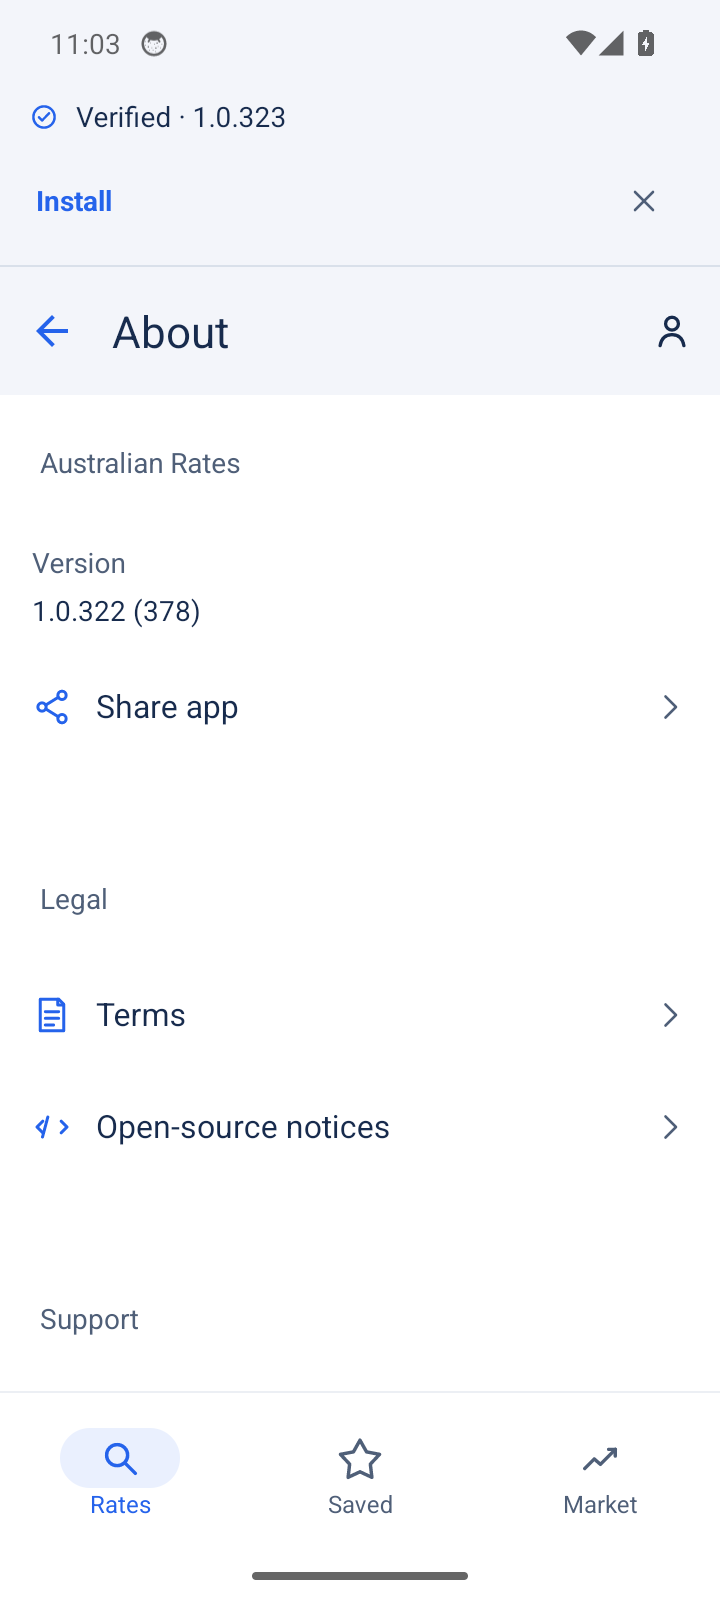 11:03
Verified · 1.0.323
Install
About
Australian Rates
Version
1.0.322 (378)
Share app
Legal
Terms
Open-source notices
Support
Rates
Saved
Market